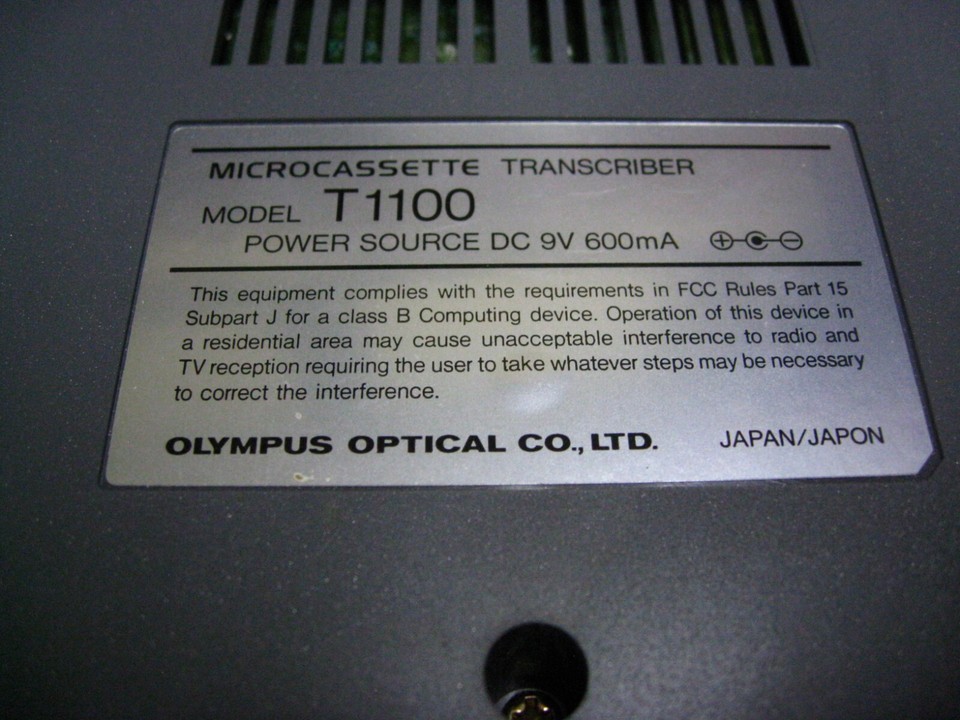 MICROCASSETTE TRANSCRIBER
MODEL T1100
POWER SOURCE DC 9V 600mA
This equipment complies with the requirements in FCC Rules Part 15
Subpart J for a class B Computing device. Operation of this device in
a residential area may cause unacceptable interference to radio and
TV reception requiring the user to take whatever steps may be necessary
to correct the interference.
OLYMPUS OPTICAL CO., LTD. JAPAN/JAPON